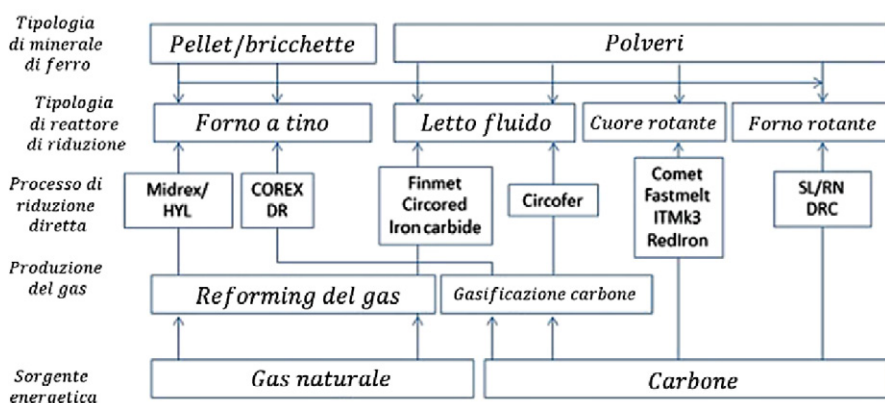 Tipologia
di minerale
di ferro
Pellet/bricchette
Polveri
Tipologia
di reattore
di riduzione
Forno a tino
Letto fluido
Cuore rotante
Forno rotante
Processo di
riduzione
diretta
Midrex/
HYL
COREX
DR
Finmet
Circored
Iron carbide
Circofer
Comet
Fastmelt
ITMk3
RedIron
SL/RN
DRC
Produzione
del gas
Reforming del gas
Gasificazione carbone
Sorgente
energetica
Gas naturale
Carbone